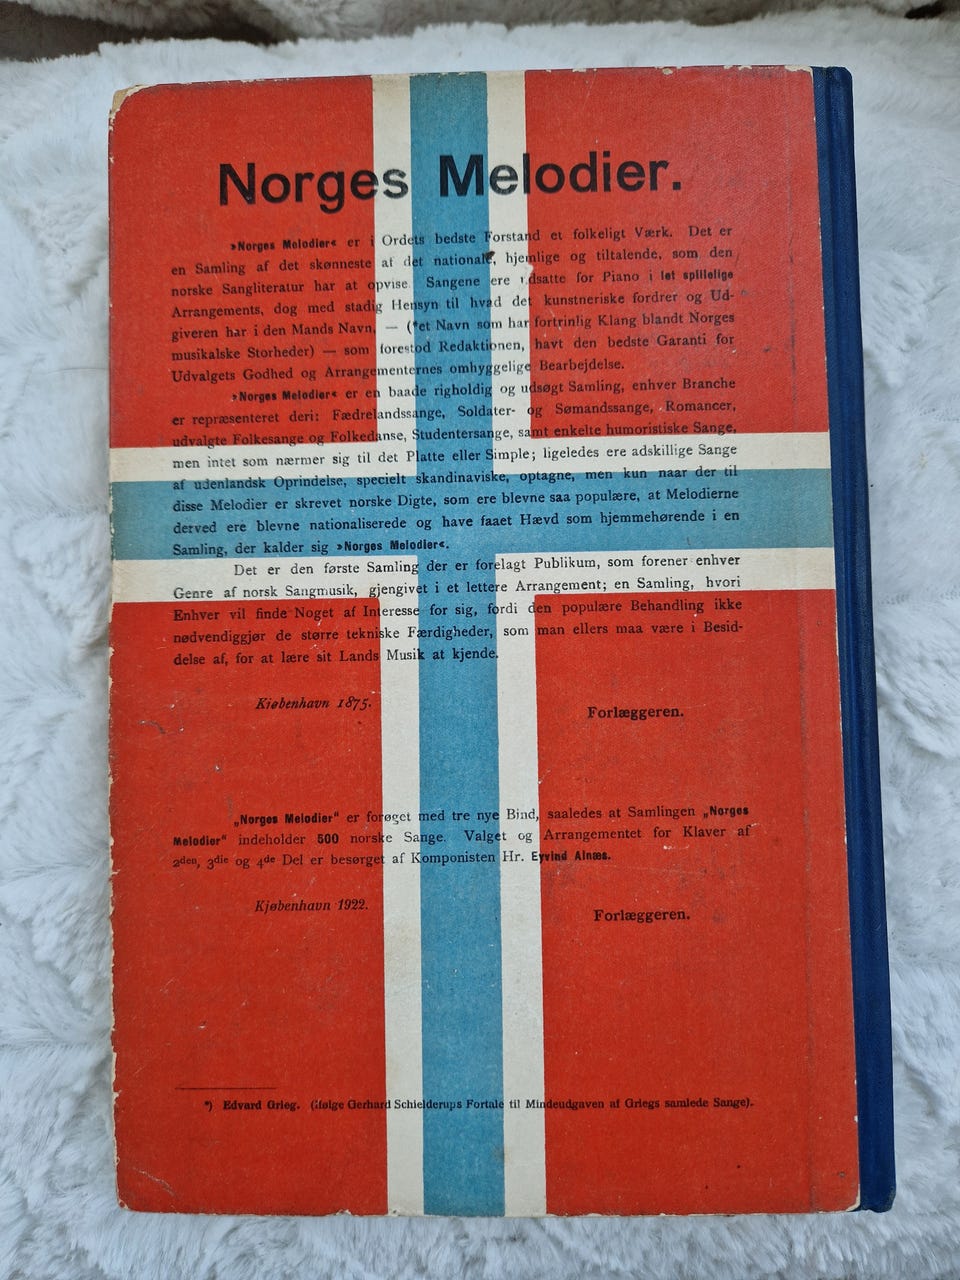 Norges Melodier.
»Norges Melodier« er i Ordets bedste Forstand et folkeligt Værk. Det er
en Samling af det skønneste af det nationale, hjemlige og tiltalende, som den
norske Sangliteratur har at opvise. Sangene ere udsatte for Piano i let spillelige
Arrangements, dog med stadig Hensyn til hvad det kunstneriske fordrer og Ud-
giveren har i den Mands Navn, — (*et Navn som har fortrinlig Klang blandt Norges
musikalske Storheder) — som forestod Redaktionen, havt den bedste Garanti for
Udvalgets Godhed og Arrangementernes omhyggelige Bearbejdelse.
»Norges Melodier« er en baade righoldig og udsøgt Samling, enhver Branche
er repræsenteret deri: Fædrelandssange, Soldater- og Sømandssange, Romancer,
udvalgte Folkesange og Folkedanse, Studentersange, samt enkelte humoristiske Sange,
men intet som nærmer sig til det Platte eller Simple; ligeledes ere adskillige Sange
af udenlandsk Oprindelse, specielt skandinaviske, optagne, men kun naar der til
disse Melodier er skrevet norske Digte, som ere blevne saa populære, at Melodierne
derved ere blevne nationaliserede og have faaet Hævd som hjemmehørende i en
Samling, der kalder sig »Norges Melodier«.
Det er den første Samling der er forelagt Publikum, som forener enhver
Genre af norsk Sangmusik, gjengivet i et lettere Arrangement; en Samling, hvori
Enhver vil finde Noget af Interesse for sig, fordi den populære Behandling ikke
nødvendiggjør de større tekniske Færdigheder, som man ellers maa være i Besid-
delse af, for at lære sit Lands Musik at kjende.
Kiøbenhavn 1875.
Forlæggeren.
„Norges Melodier“ er forøget med tre nye Bind, saaledes at Samlingen „Norges
Melodier“ indeholder 500 norske Sange. Valget og Arrangementet for Klaver af
2den, 3die og 4de Del er besørget af Komponisten Hr. Eyvind Alnæs.
Kjøbenhavn 1922.
Forlæggeren.
*) Edvard Grieg. (ifølge Gerhard Schielderups Fortale til Mindeudgaven af Griegs samlede Sange).